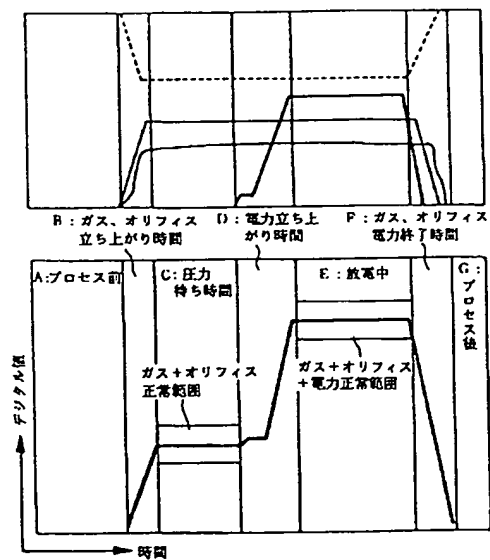 B：ガス、オリフィス
立ち上がり時間
D：電力立ち上
がり時間
F：ガス、オリフィス
電力終了時間
A:プロセス前
C：圧力
待ち時間
E：放電中
G：プロセス後
ガス+オリフィス
正常範囲
ガス+オリフィス
+電力正常範囲
デジタル値
時間